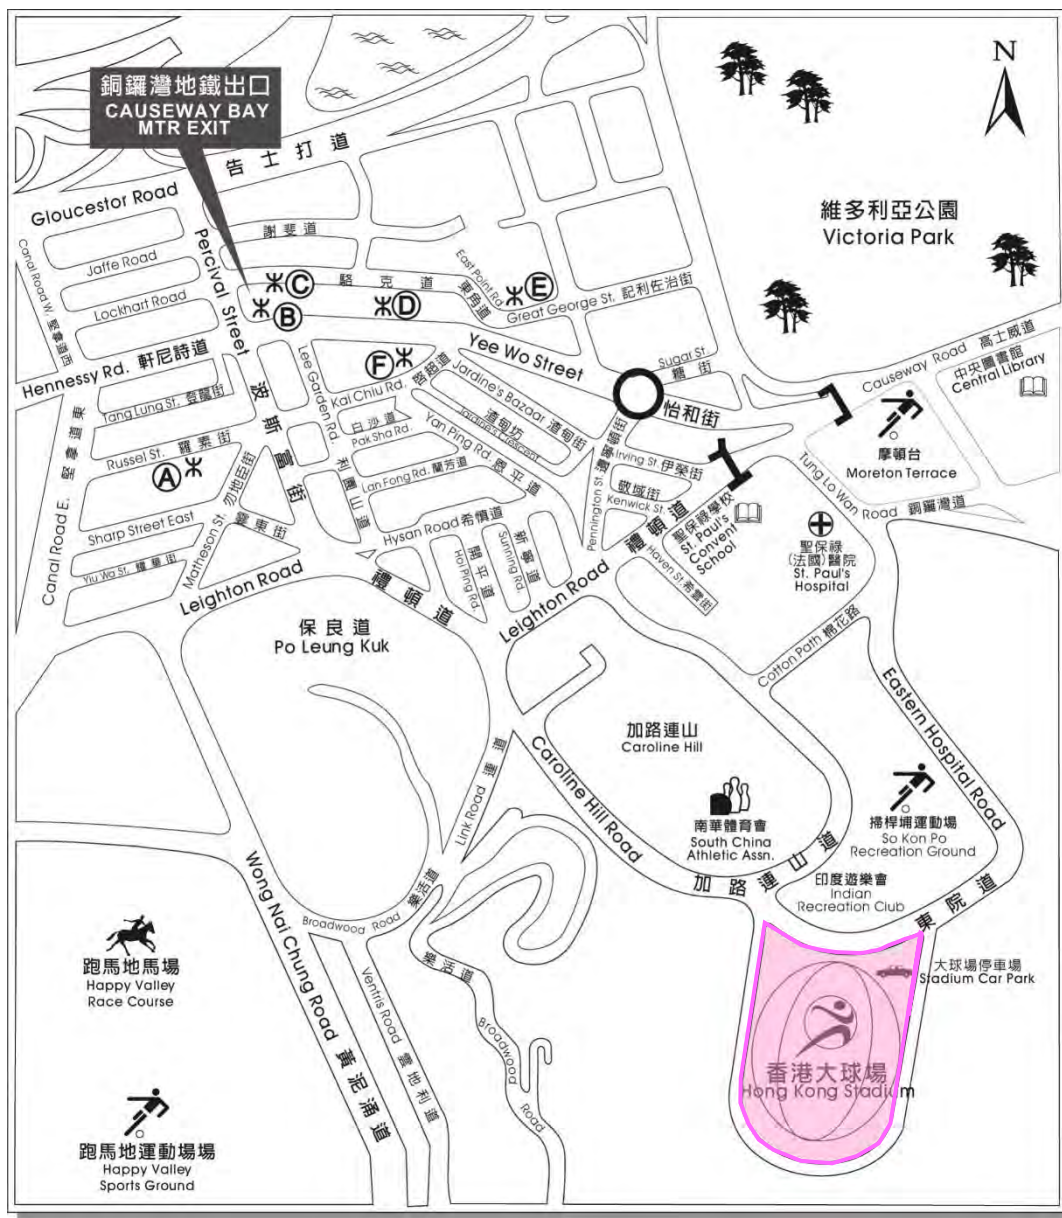 銅鑼灣地鐵出口
CAUSEWAY BAY
MTR EXIT
N
告士打道
Gloucestor Road
維多利亞公園
Victoria Park
謝斐道
Jaffe Road
Lockhart Road
Canal Road W. 堅拿道西
Percival Street
波斯富街
C
駱克道
B
D
E
F
A
East Point Rd.
東角道
Great George St. 記利佐治街
Hennessy Rd. 軒尼詩道
Yee Wo Street
怡和街
Sugar St.
糖街
Causeway Road 高士威道
中央圖書館
Central Library
Lee Garden Rd.
利園山道
Kai Chiu Rd.
啓超道
Tang Lung St. 登龍街
白沙道
Pak Sha Rd.
Jardine's Bazaar 渣甸街
渣甸坊
Jardine's Crescent
Yan Ping Rd. 恩平道
Russel St. 羅素街
Canal Road E. 堅拿道東
Lan Fong Rd. 蘭芳道
Irving St. 伊榮街
敬域街
Kenwick St.
Pennington St. 邊寧頓街
摩頓台
Moreton Terrace
Tung Lo Wan Road 銅鑼灣道
Sharp Street East
霎東街
Matheson St. 勿地臣街
Yiu Wa St. 耀華街
Hysan Road 希慎道
開平道
Hoi Ping Rd.
新寧道
Sunning Rd.
Leighton Road
禮頓道
Leighton Road
禮頓道
Haven St. 希雲街
聖保祿學校
St. Paul's
Convent
School
聖保祿
(法國)醫院
St. Paul's
Hospital
保良道
Po Leung Kuk
Cotton Path 棉花路
Eastern Hospital Road
東院道
加路連山
Caroline Hill
Caroline Hill Road
加路連山道
Link Road 連道
南華體育會
South China
Athletic Assn.
掃桿埔運動場
So Kon Po
Recreation Ground
印度遊樂會
Indian
Recreation Club
Broadwood Road 樂活道
樂活道
Broadwood
Road
Wong Nai Chung Road 黃泥涌道
Ventris Road 雲地利道
跑馬地馬場
Happy Valley
Race Course
大球場停車場
Stadium Car Park
香港大球場
Hong Kong Stadium
跑馬地運動場場
Happy Valley
Sports Ground